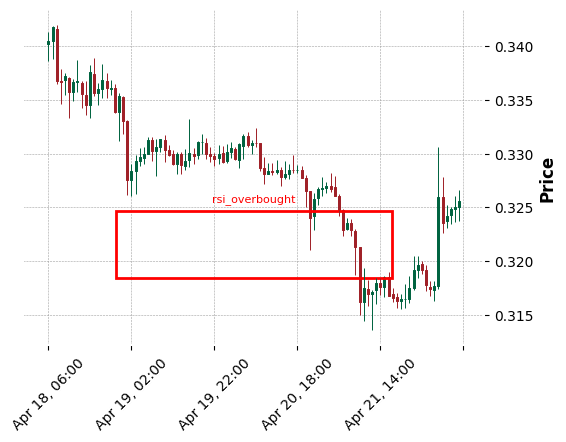 0.340
0.335
0.330
0.325
0.320
0.315
Price
rsi_overbought
Apr 18, 06:00
Apr 19, 02:00
Apr 19, 22:00
Apr 20, 18:00
Apr 21, 14:00